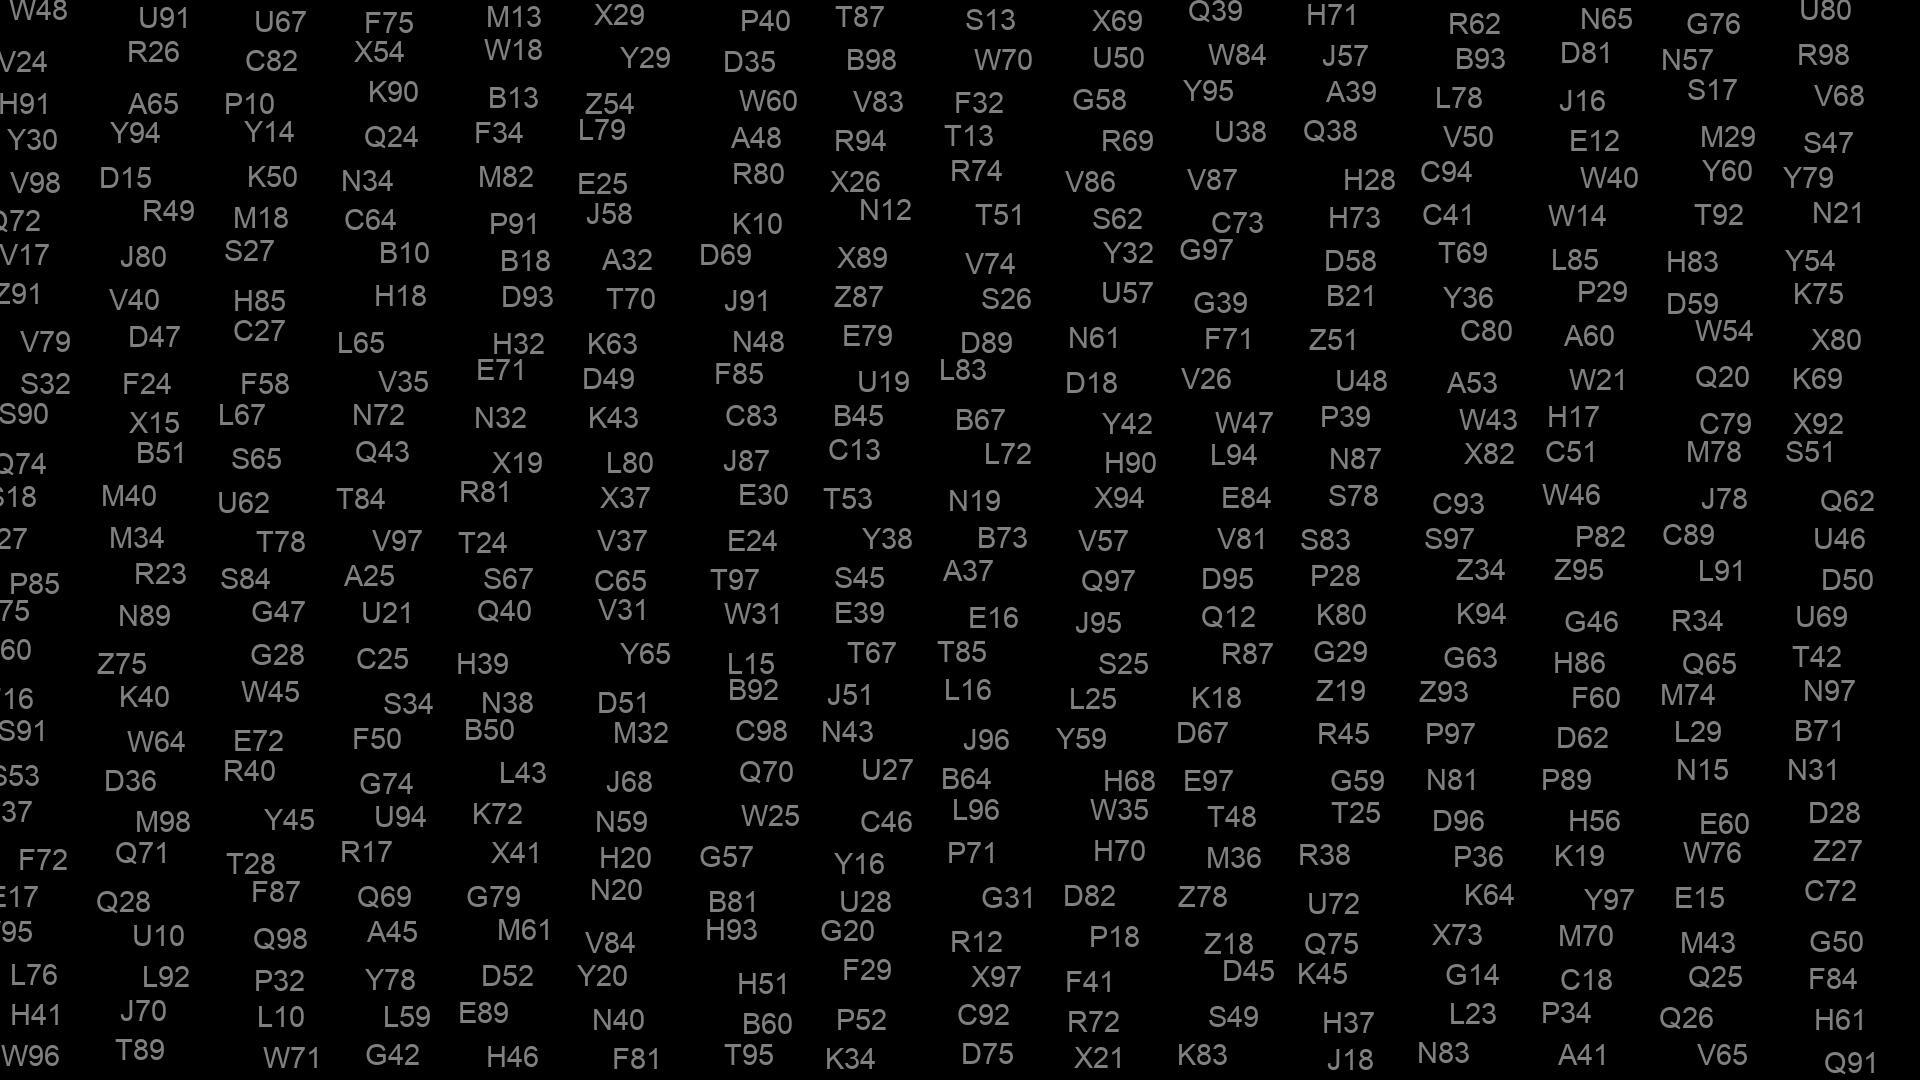 W48 U91 U67 F75 M13 X29 P40 T87 S13 X69 Q39 H71 R62 N65 G76 U80
V24 R26 C82 X54 W18 Y29 D35 B98 W70 U50 W84 J57 B93 D81 N57 R98
H91 A65 P10 K90 B13 Z54 W60 V83 F32 G58 Y95 A39 L78 J16 S17 V68
Y30 Y94 Y14 Q24 F34 L79 A48 R94 T13 R69 U38 Q38 V50 E12 M29 S47
V98 D15 K50 N34 M82 E25 R80 X26 R74 V86 V87 H28 C94 W40 Y60 Y79
Q72 R49 M18 C64 P91 J58 K10 N12 T51 S62 C73 H73 C41 W14 T92 N21
V17 J80 S27 B10 B18 A32 D69 X89 V74 Y32 G97 D58 T69 L85 H83 Y54
Z91 V40 H85 H18 D93 T70 J91 Z87 S26 U57 G39 B21 Y36 P29 D59 K75
V79 D47 C27 L65 H32 K63 N48 E79 D89 N61 F71 Z51 C80 A60 W54 X80
S32 F24 F58 V35 E71 D49 F85 U19 L83 D18 V26 U48 A53 W21 Q20 K69
S90 X15 L67 N72 N32 K43 C83 B45 B67 Y42 W47 P39 W43 H17 C79 X92
Q74 B51 S65 Q43 X19 L80 J87 C13 L72 H90 L94 N87 X82 C51 M78 S51
S18 M40 U62 T84 R81 X37 E30 T53 N19 X94 E84 S78 C93 W46 J78 Q62
27 M34 T78 V97 T24 V37 E24 Y38 B73 V57 V81 S83 S97 P82 C89 U46
P85 R23 S84 A25 S67 C65 T97 S45 A37 Q97 D95 P28 Z34 Z95 L91 D50
75 N89 G47 U21 Q40 V31 W31 E39 E16 J95 Q12 K80 K94 G46 R34 U69
60 Z75 G28 C25 H39 Y65 L15 T67 T85 S25 R87 G29 G63 H86 Q65 T42
16 K40 W45 S34 N38 D51 B92 J51 L16 L25 K18 Z19 Z93 F60 M74 N97
S91 W64 E72 F50 B50 M32 C98 N43 J96 Y59 D67 R45 P97 D62 L29 B71
S53 D36 R40 G74 L43 J68 Q70 U27 B64 H68 E97 G59 N81 P89 N15 N31
37 M98 Y45 U94 K72 N59 W25 C46 L96 W35 T48 T25 D96 H56 E60 D28
F72 Q71 T28 R17 X41 H20 G57 Y16 P71 H70 M36 R38 P36 K19 W76 Z27
E17 Q28 F87 Q69 G79 N20 B81 U28 G31 D82 Z78 U72 K64 Y97 E15 C72
95 U10 Q98 A45 M61 V84 H93 G20 R12 P18 Z18 Q75 X73 M70 M43 G50
L76 L92 P32 Y78 D52 Y20 H51 F29 X97 F41 D45 K45 G14 C18 Q25 F84
H41 J70 L10 L59 E89 N40 B60 P52 C92 R72 S49 H37 L23 P34 Q26 H61
W96 T89 W71 G42 H46 F81 T95 K34 D75 X21 K83 J18 N83 A41 V65 Q91